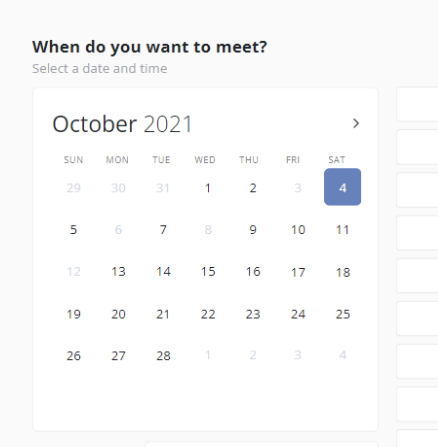 When do you want to meet?
Select a date and time
October 2021 >
SUN MON TUE WED THU FRI SAT
29 30 31 1 2 3 4
5 6 7 8 9 10 11
12 13 14 15 16 17 18
19 20 21 22 23 24 25
26 27 28 1 2 3 4